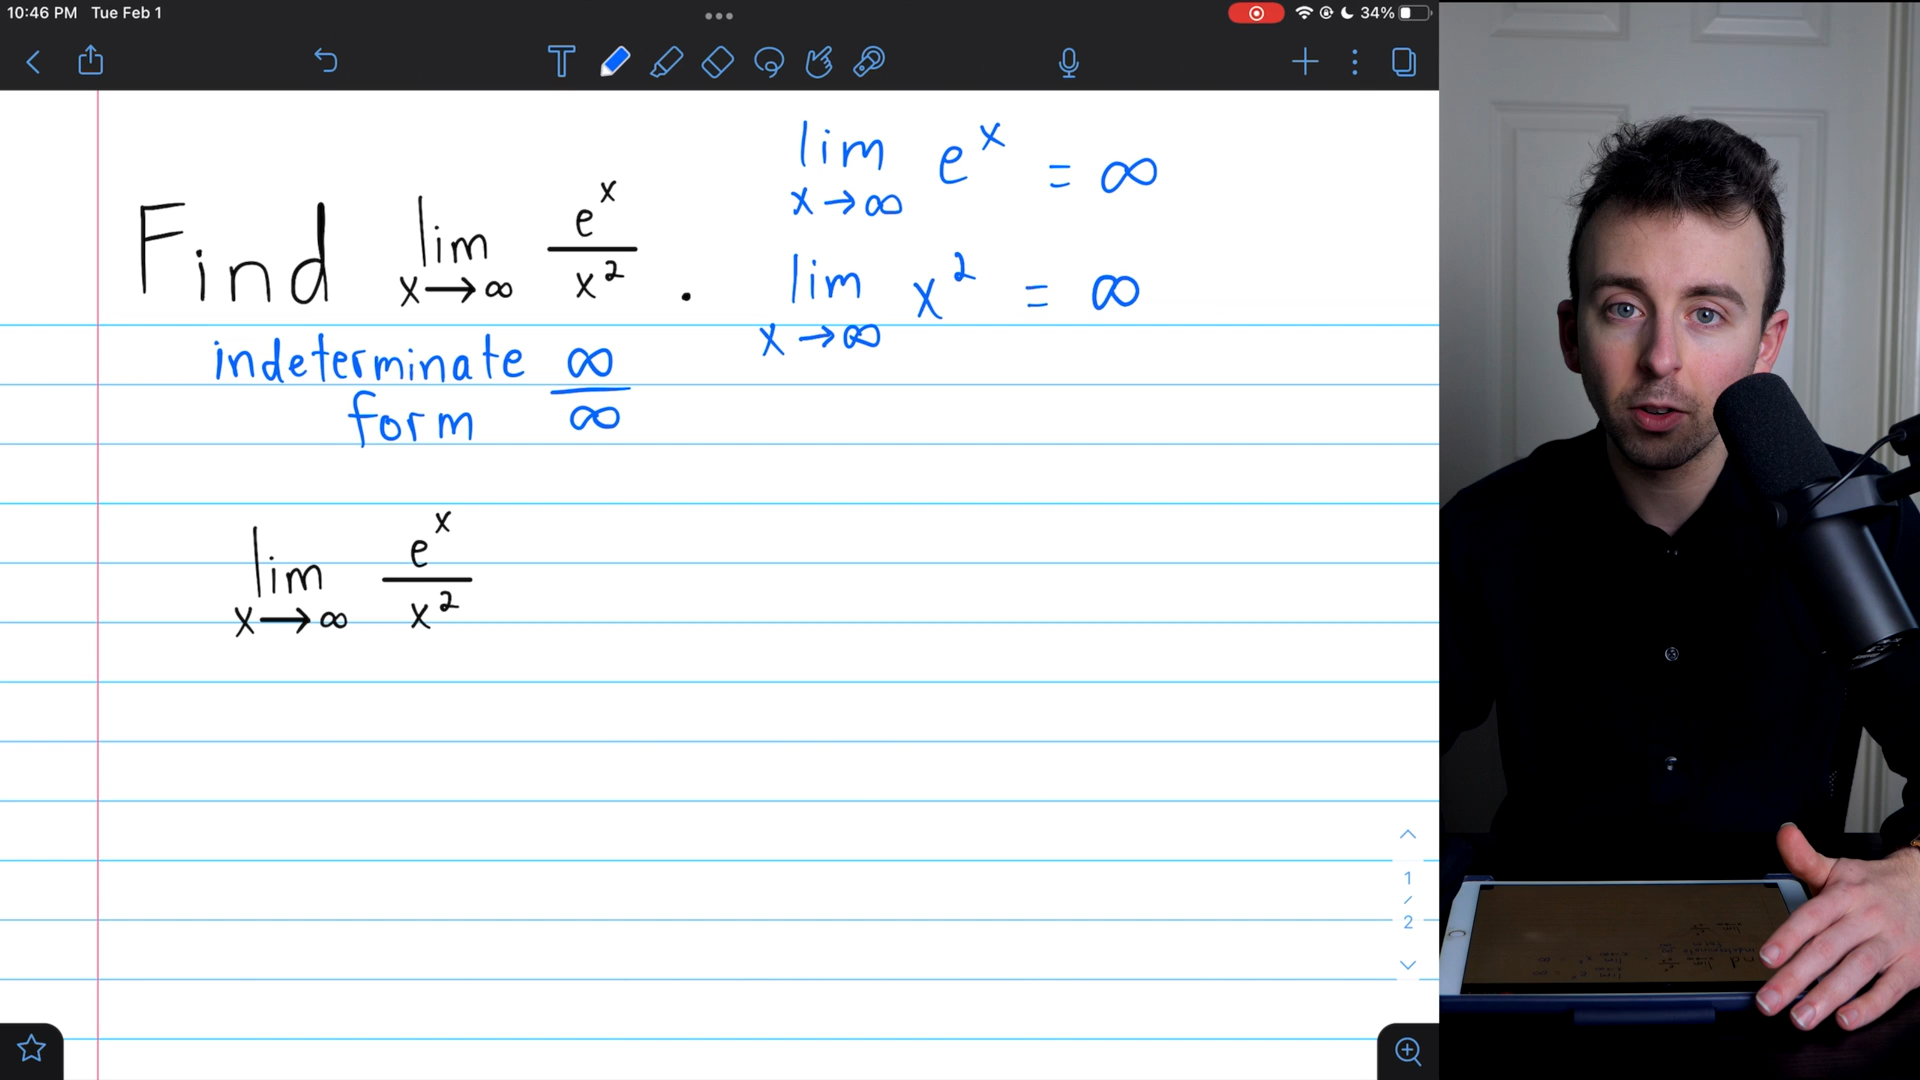 10:46 PM Tue Feb 1
34%
Find lim x→∞ e^x / x^2 .
lim x→∞ e^x = ∞
lim x→∞ x^2 = ∞
indeterminate form ∞/∞
lim x→∞ e^x / x^2
1
/
2